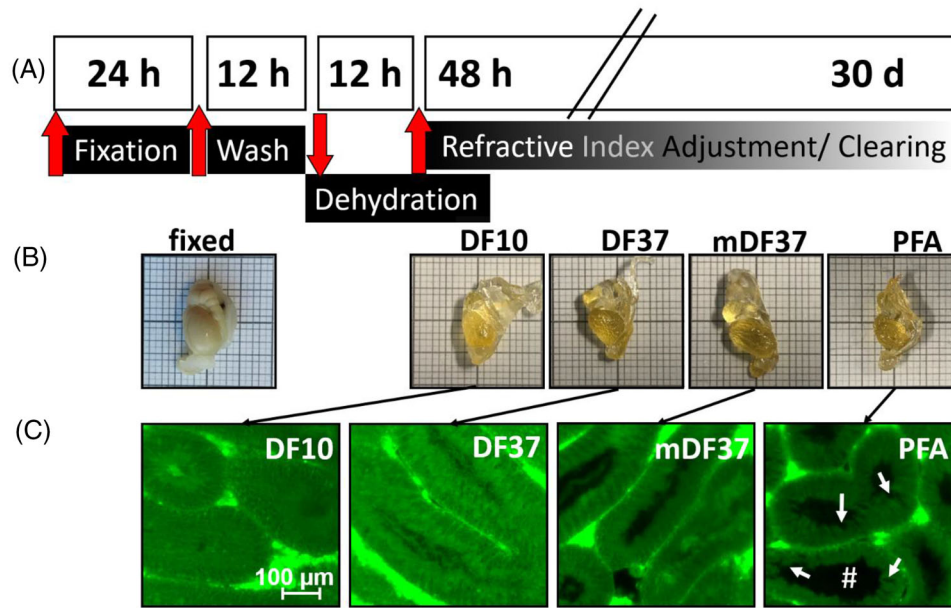 (A)
24 h 12 h 12 h 48 h 30 d
Fixation Wash Refractive Index Adjustment/ Clearing
Dehydration
(B)
fixed DF10 DF37 mDF37 PFA
(C)
DF10 DF37 mDF37 PFA
100 µm
#